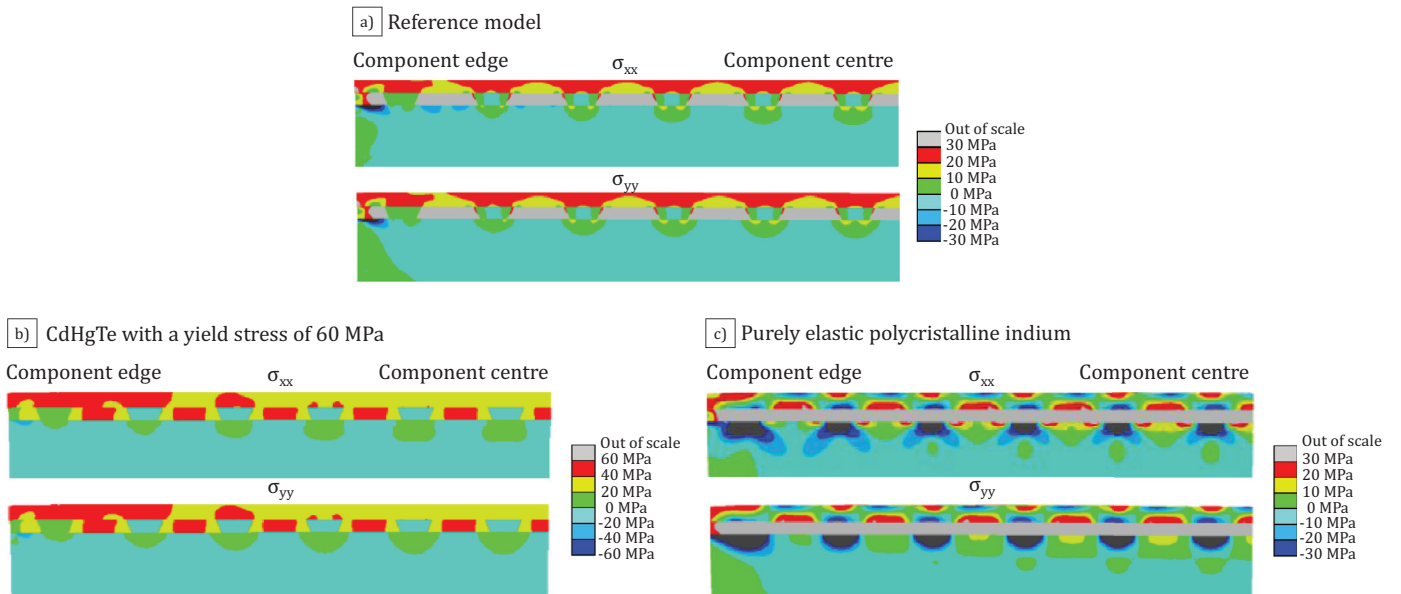 a) Reference model
Component edge σxx Component centre
σyy
Out of scale
30 MPa
20 MPa
10 MPa
0 MPa
-10 MPa
-20 MPa
-30 MPa
b) CdHgTe with a yield stress of 60 MPa
Component edge σxx Component centre
σyy
Out of scale
60 MPa
40 MPa
20 MPa
0 MPa
-20 MPa
-40 MPa
-60 MPa
c) Purely elastic polycristalline indium
Component edge σxx Component centre
σyy
Out of scale
30 MPa
20 MPa
10 MPa
0 MPa
-10 MPa
-20 MPa
-30 MPa